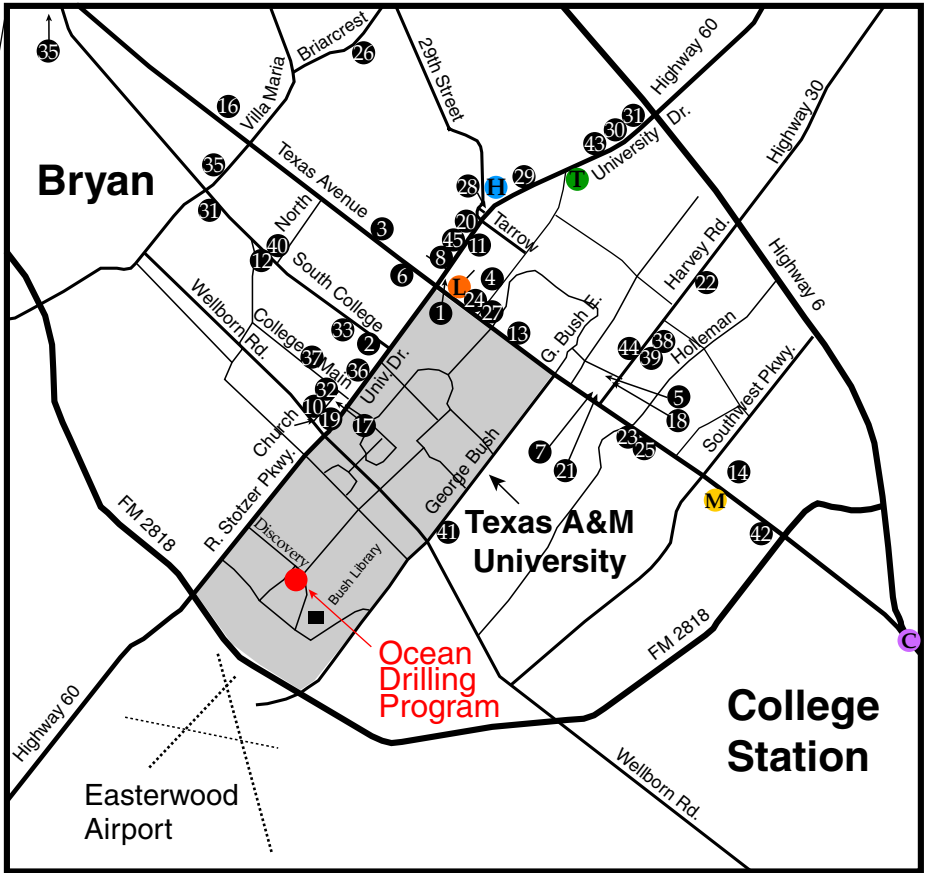 35
Briarcrest
26
29th Street
Highway 60
16
Villa Maria
31
30
43
University Dr.
Highway 30
Bryan
35
Texas Avenue
28
H
29
T
31
North
3
20
Tarrow
40
12
45
11
8
South College
6
L
4
Harvey Rd.
22
Highway 6
Wellborn Rd.
24
27
1
13
G. Bush E.
33
2
College Main
37
36
Univ. Dr.
44
38
39
Holleman
32
10
19
17
Church
5
18
Southwest Pkwy.
R. Stotzer Pkwy.
George Bush
7
21
23
25
14
M
FM 2818
Discovery
41
Texas A&M
University
42
Bush Library
C
FM 2818
Ocean
Drilling
Program
College
Station
Highway 60
Wellborn Rd.
Easterwood
Airport